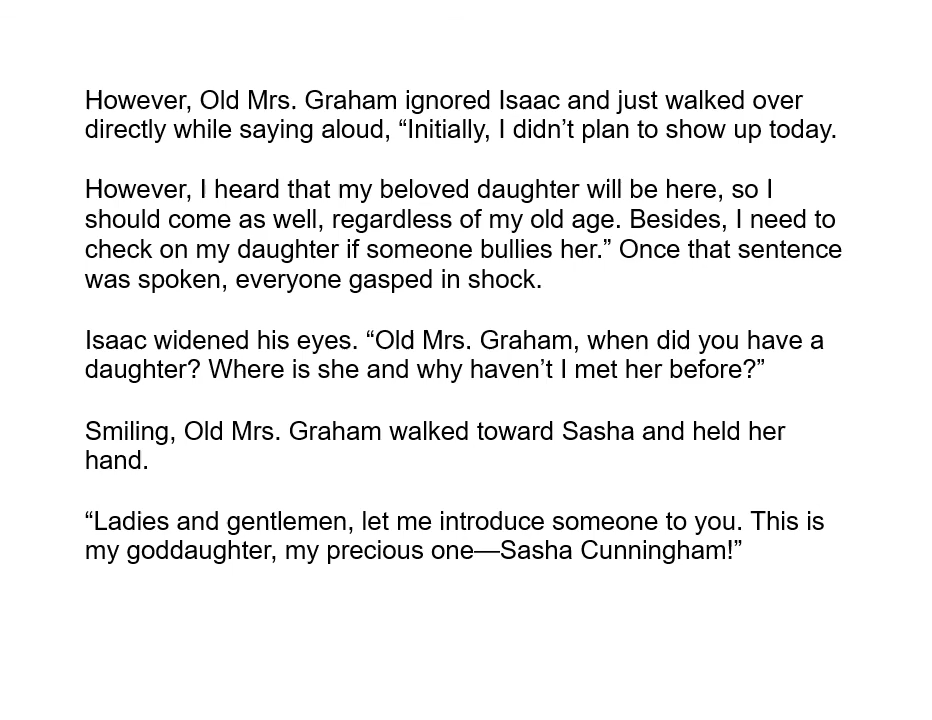 However, Old Mrs. Graham ignored Isaac and just walked over
directly while saying aloud, “Initially, I didn’t plan to show up today.
However, I heard that my beloved daughter will be here, so I
should come as well, regardless of my old age. Besides, I need to
check on my daughter if someone bullies her.” Once that sentence
was spoken, everyone gasped in shock.
Isaac widened his eyes. “Old Mrs. Graham, when did you have a
daughter? Where is she and why haven’t I met her before?”
Smiling, Old Mrs. Graham walked toward Sasha and held her
hand.
“Ladies and gentlemen, let me introduce someone to you. This is
my goddaughter, my precious one—Sasha Cunningham!”